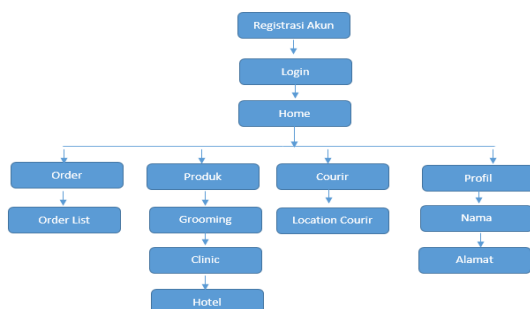 Registrasi Akun
Login
Home
Order
Produk
Courir
Profil
Order List
Grooming
Location Courir
Nama
Clinic
Alamat
Hotel